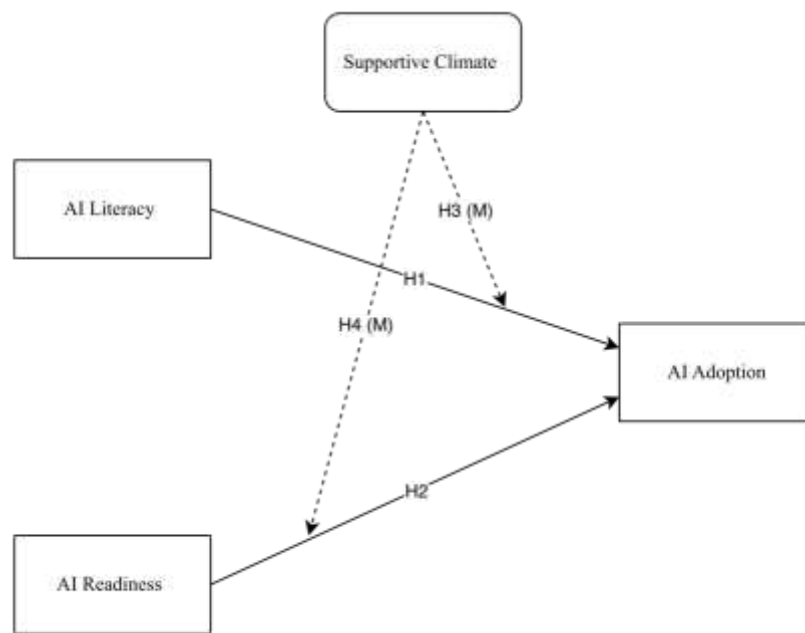 Supportive Climate
AI Literacy
H3 (M)
H1
H4 (M)
AI Adoption
H2
AI Readiness